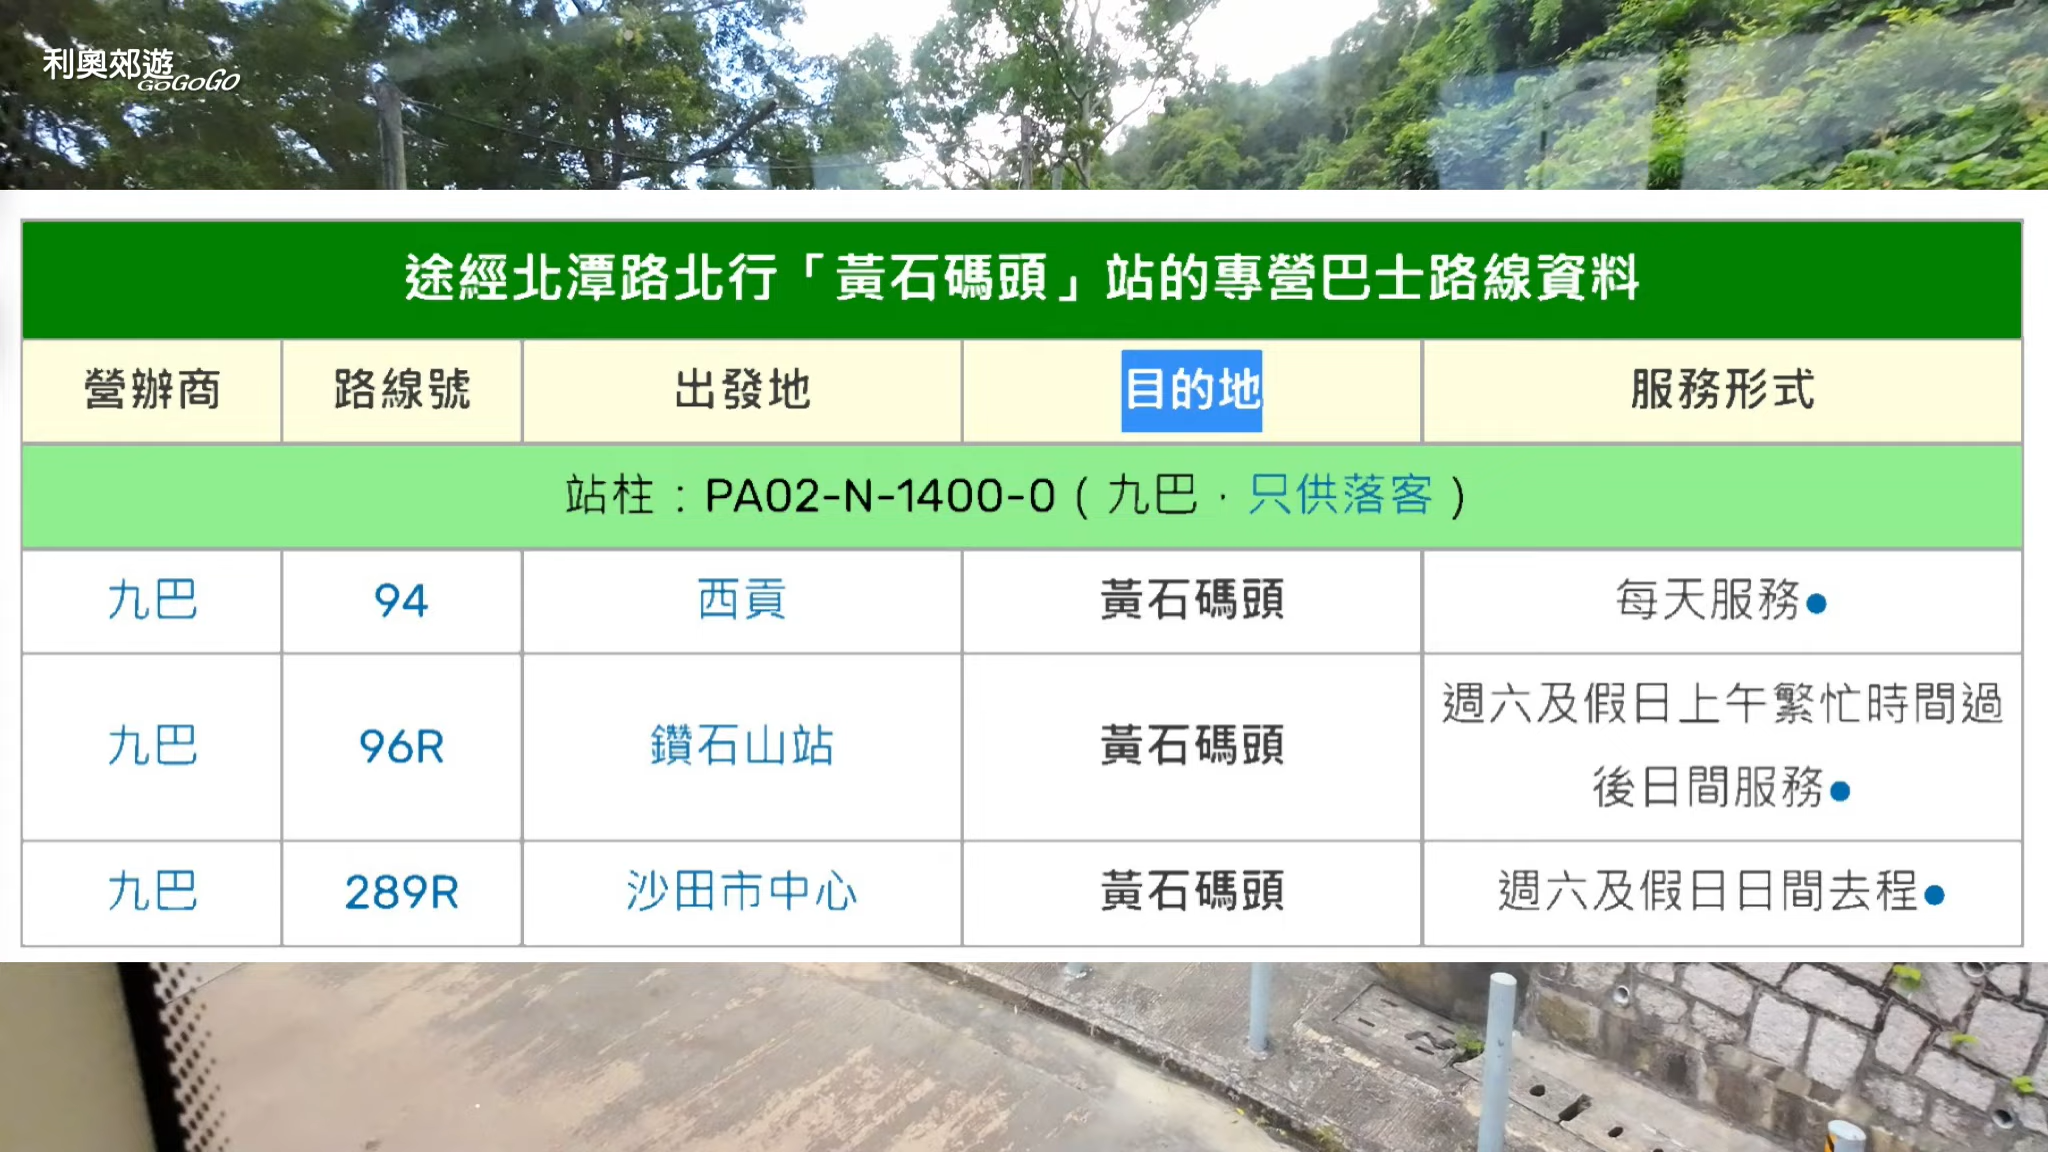 利奧郊遊
GOGOGO
途經北潭路北行「黃石碼頭」站的專營巴士路線資料
營辦商 路線號 出發地 目的地 服務形式
站柱：PA02-N-1400-0（九巴．只供落客）
九巴 94 西貢 黃石碼頭 每天服務
九巴 96R 鑽石山站 黃石碼頭 週六及假日上午繁忙時間過
後日間服務
九巴 289R 沙田市中心 黃石碼頭 週六及假日日間去程